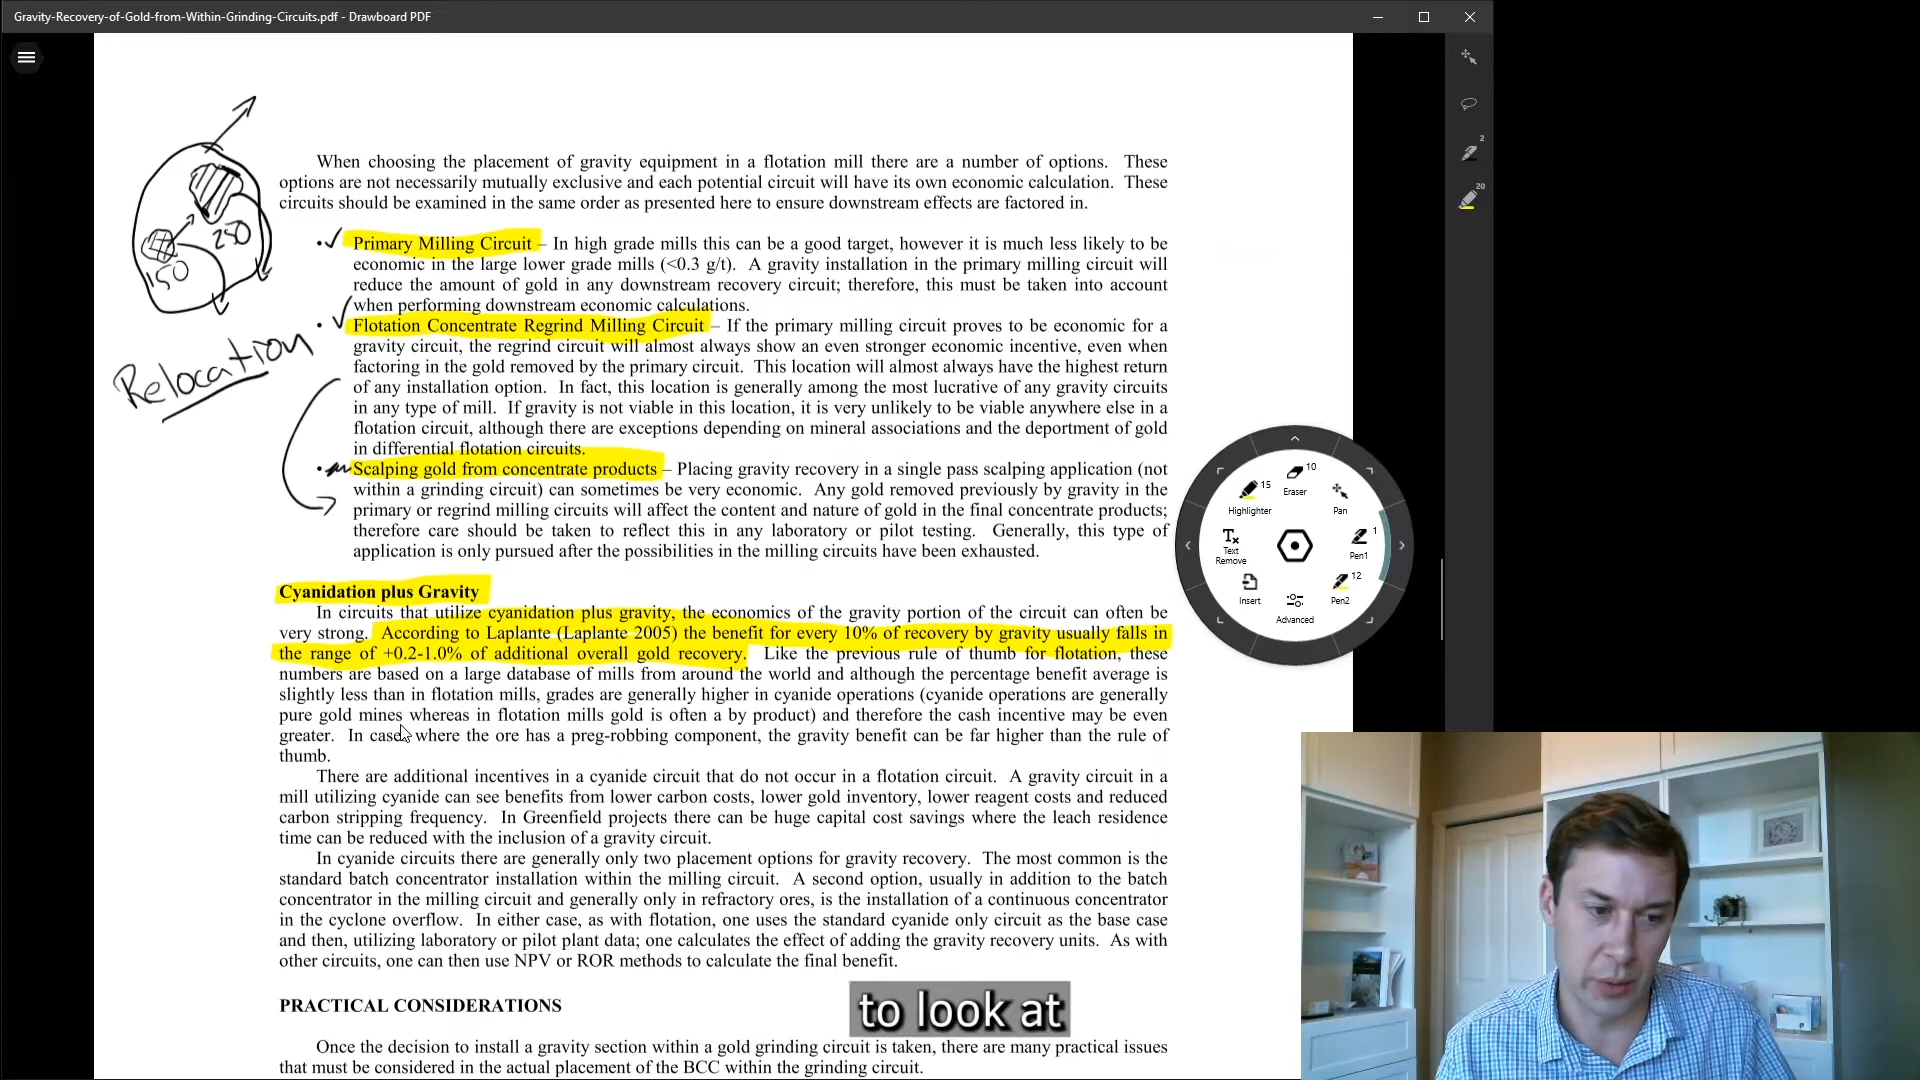 Gravity-Recovery-of-Gold-from-Within-Grinding-Circuits.pdf - Drawboard PDF
When choosing the placement of gravity equipment in a flotation mill there are a number of options. These
options are not necessarily mutually exclusive and each potential circuit will have its own economic calculation. These
circuits should be examined in the same order as presented here to ensure downstream effects are factored in.
250
150
• Primary Milling Circuit – In high grade mills this can be a good target, however it is much less likely to be
economic in the large lower grade mills (<0.3 g/t). A gravity installation in the primary milling circuit will
reduce the amount of gold in any downstream recovery circuit; therefore, this must be taken into account
when performing downstream economic calculations.
Relocation
• Flotation Concentrate Regrind Milling Circuit – If the primary milling circuit proves to be economic for a
gravity circuit, the regrind circuit will almost always show an even stronger economic incentive, even when
factoring in the gold removed by the primary circuit. This location will almost always have the highest return
of any installation option. In fact, this location is generally among the most lucrative of any gravity circuits
in any type of mill. If gravity is not viable in this location, it is very unlikely to be viable anywhere else in a
flotation circuit, although there are exceptions depending on mineral associations and the deportment of gold
in differential flotation circuits.
• Scalping gold from concentrate products – Placing gravity recovery in a single pass scalping application (not
within a grinding circuit) can sometimes be very economic. Any gold removed previously by gravity in the
primary or regrind milling circuits will affect the content and nature of gold in the final concentrate products;
therefore care should be taken to reflect this in any laboratory or pilot testing. Generally, this type of
application is only pursued after the possibilities in the milling circuits have been exhausted.
Cyanidation plus Gravity
In circuits that utilize cyanidation plus gravity, the economics of the gravity portion of the circuit can often be
very strong. According to Laplante (Laplante 2005) the benefit for every 10% of recovery by gravity usually falls in
the range of +0.2-1.0% of additional overall gold recovery. Like the previous rule of thumb for flotation, these
numbers are based on a large database of mills from around the world and although the percentage benefit average is
slightly less than in flotation mills, grades are generally higher in cyanide operations (cyanide operations are generally
pure gold mines whereas in flotation mills gold is often a by product) and therefore the cash incentive may be even
greater. In cases where the ore has a preg-robbing component, the gravity benefit can be far higher than the rule of
thumb.
There are additional incentives in a cyanide circuit that do not occur in a flotation circuit. A gravity circuit in a
mill utilizing cyanide can see benefits from lower carbon costs, lower gold inventory, lower reagent costs and reduced
carbon stripping frequency. In Greenfield projects there can be huge capital cost savings where the leach residence
time can be reduced with the inclusion of a gravity circuit.
In cyanide circuits there are generally only two placement options for gravity recovery. The most common is the
standard batch concentrator installation within the milling circuit. A second option, usually in addition to the batch
concentrator in the milling circuit and generally only in refractory ores, is the installation of a continuous concentrator
in the cyclone overflow. In either case, as with flotation, one uses the standard cyanide only circuit as the base case
and then, utilizing laboratory or pilot plant data; one calculates the effect of adding the gravity recovery units. As with
other circuits, one can then use NPV or ROR methods to calculate the final benefit.
PRACTICAL CONSIDERATIONS
Once the decision to install a gravity section within a gold grinding circuit is taken, there are many practical issues
that must be considered in the actual placement of the BCC within the grinding circuit.
to look at
2
20
10
Eraser
15
Highlighter
Pan
Text
Remove
1
Pen1
Insert
12
Pen2
Advanced